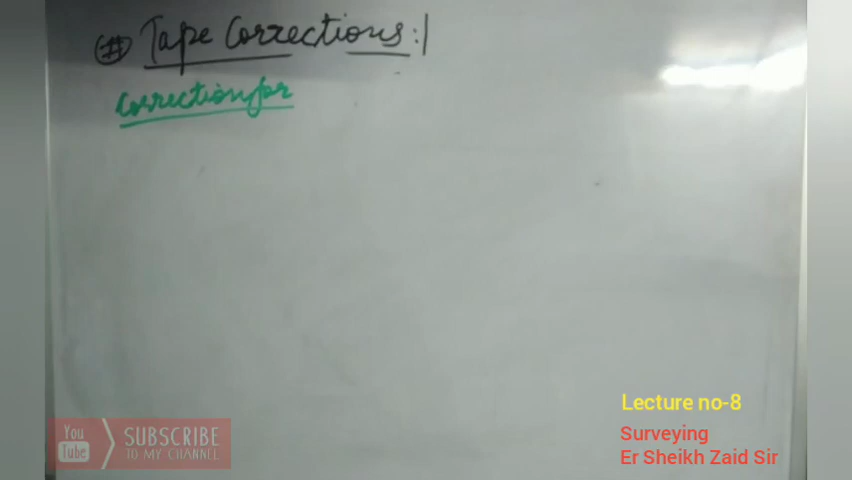 # Tape Corrections :|
Correction for
Lecture no-8
Surveying
Er Sheikh Zaid Sir
You
Tube
SUBSCRIBE
TO MY CHANNEL